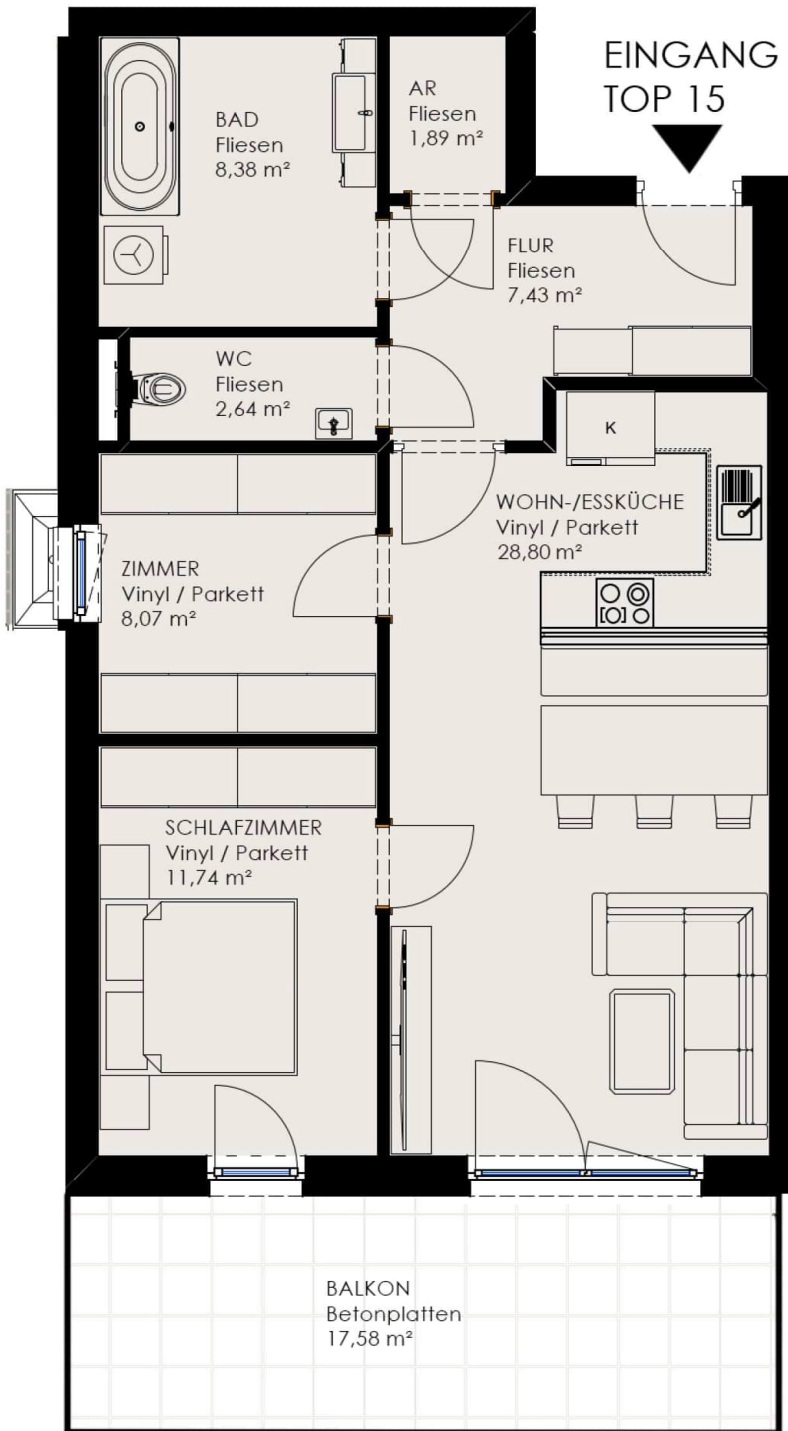 EINGANG
TOP 15
BAD
Fliesen
8,38 m²
AR
Fliesen
1,89 m²
FLUR
Fliesen
7,43 m²
WC
Fliesen
2,64 m²
K
WOHN-/ESSKÜCHE
Vinyl / Parkett
28,80 m²
ZIMMER
Vinyl / Parkett
8,07 m²
SCHLAFZIMMER
Vinyl / Parkett
11,74 m²
BALKON
Betonplatten
17,58 m²